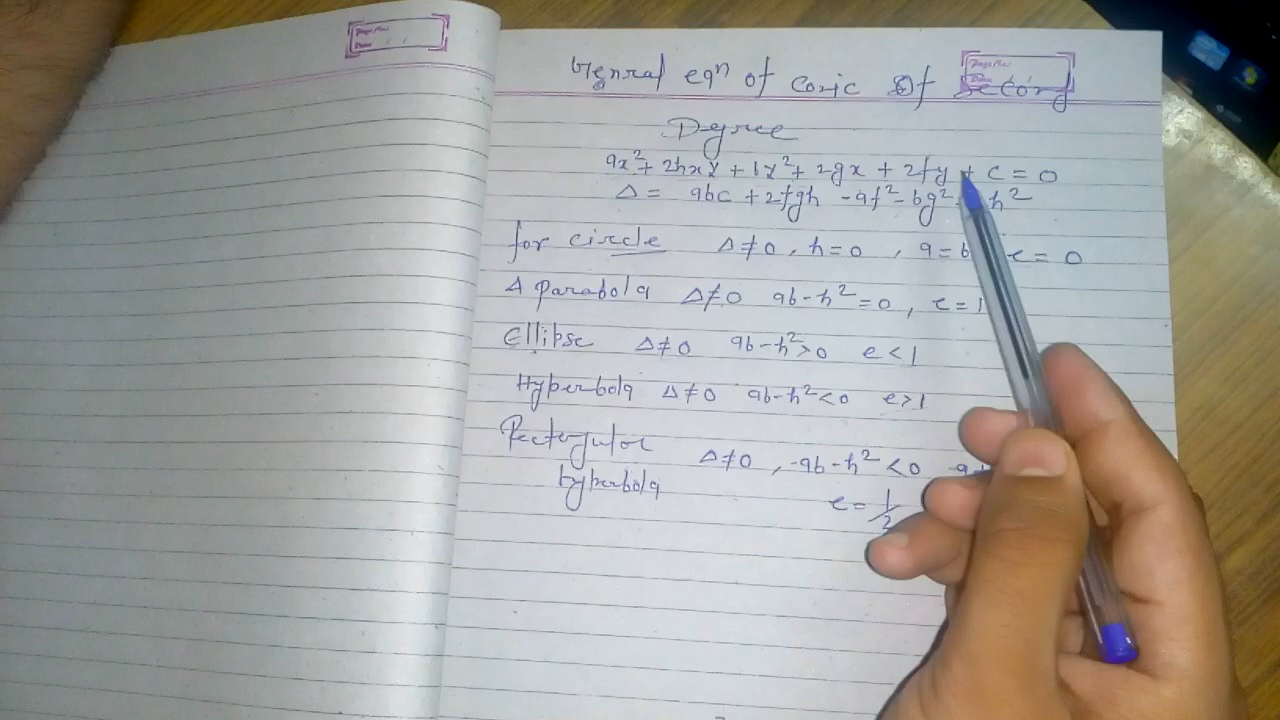 Genral eqn of Conic Of Second
Degree
ax²+ 2hxy + by²+ 2gx + 2fy + c = 0
Δ = abc + 2fgh -af² - bg² h²
for circle Δ≠0, h=0, a=b e = 0
Δ parabola Δ≠0 ab-h²=0, e=1
Ellipse Δ≠0 ab-h²>0 e<1
Hyperbola Δ≠0 ab-h²<0 e>1
Rectangular Δ≠0, -ab-h²<0 a+
hyperbola e=1/2